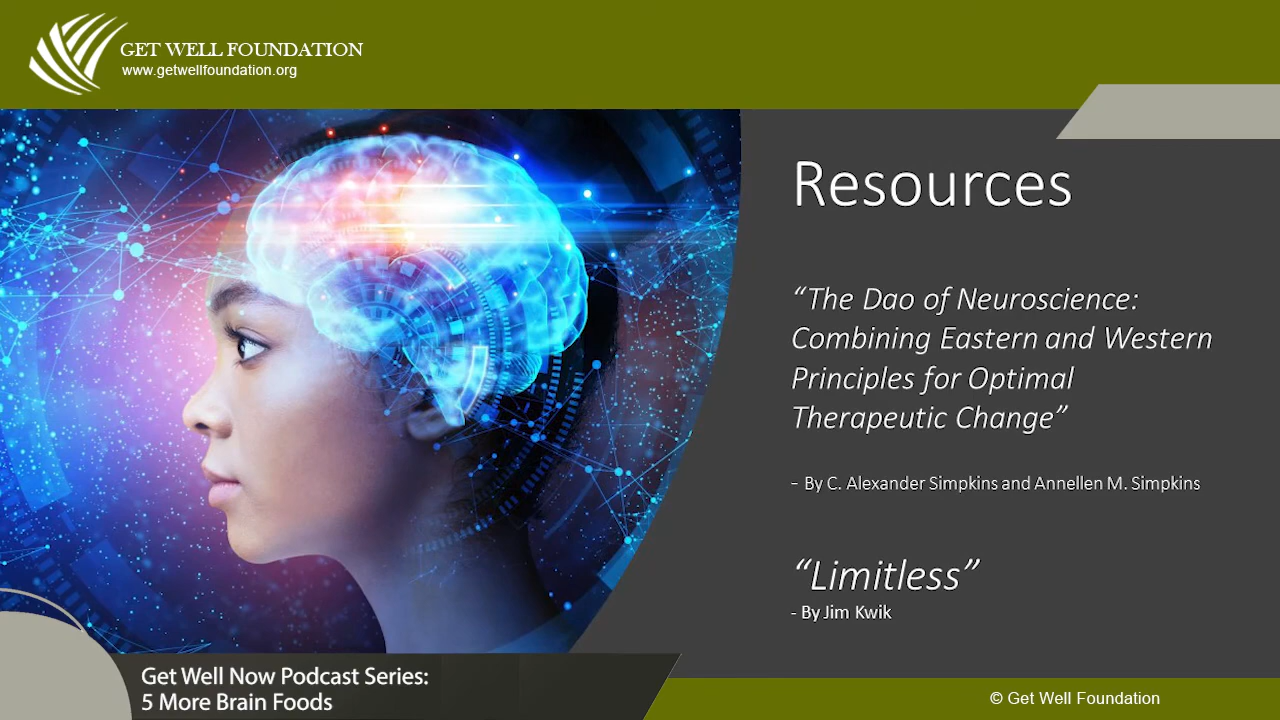 GET WELL FOUNDATION
www.getwellfoundation.org
Resources
“The Dao of Neuroscience:
Combining Eastern and Western
Principles for Optimal
Therapeutic Change”
- By C. Alexander Simpkins and Annellen M. Simpkins
“Limitless”
- By Jim Kwik
Get Well Now Podcast Series:
5 More Brain Foods
© Get Well Foundation